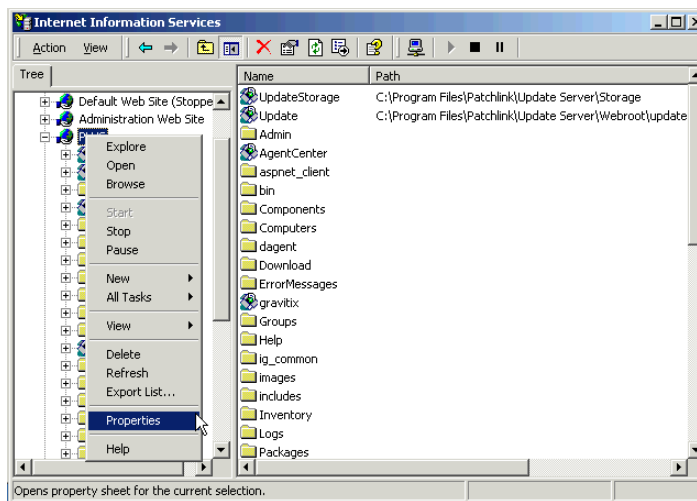 Internet Information Services
Action View
Tree
Name Path
Default Web Site (Stoppe
Administration Web Site
Explore
Open
Browse
Start
Stop
Pause
New
All Tasks
View
Delete
Refresh
Export List...
Properties
Help
UpdateStorage C:\Program Files\Patchlink\Update Server\Storage
Update C:\Program Files\Patchlink\Update Server\Webroot\update
Admin
AgentCenter
aspnet_client
bin
Components
Computers
dagent
Download
ErrorMessages
gravitix
Groups
Help
ig_common
images
includes
Inventory
Logs
Packages
Opens property sheet for the current selection.